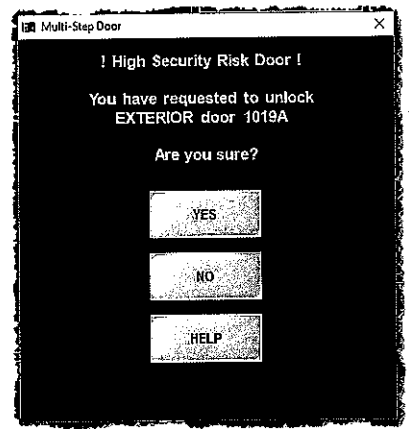 Multi-Step Door
! High Security Risk Door !
You have requested to unlock
EXTERIOR door 1019A
Are you sure?
YES
NO
HELP